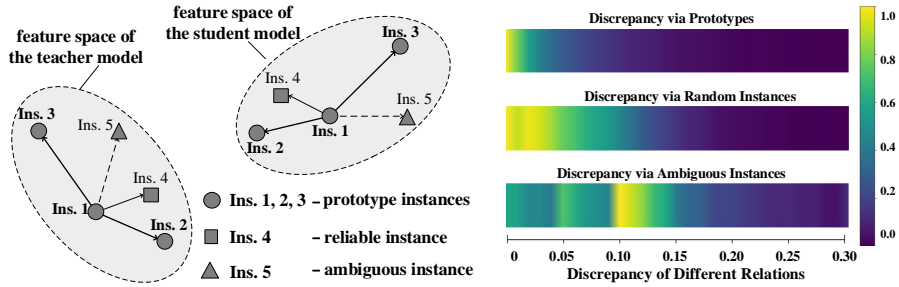 feature space of
the teacher model
Ins. 3
Ins. 5
Ins. 4
Ins. 1
Ins. 2
feature space of
the student model
Ins. 3
Ins. 4
Ins. 5
Ins. 1
Ins. 2
Ins. 1, 2, 3 – prototype instances
Ins. 4 – reliable instance
Ins. 5 – ambiguous instance
Discrepancy via Prototypes
Discrepancy via Random Instances
Discrepancy via Ambiguous Instances
0 0.05 0.10 0.15 0.20 0.25 0.30
Discrepancy of Different Relations
1.0
0.8
0.6
0.4
0.2
0.0